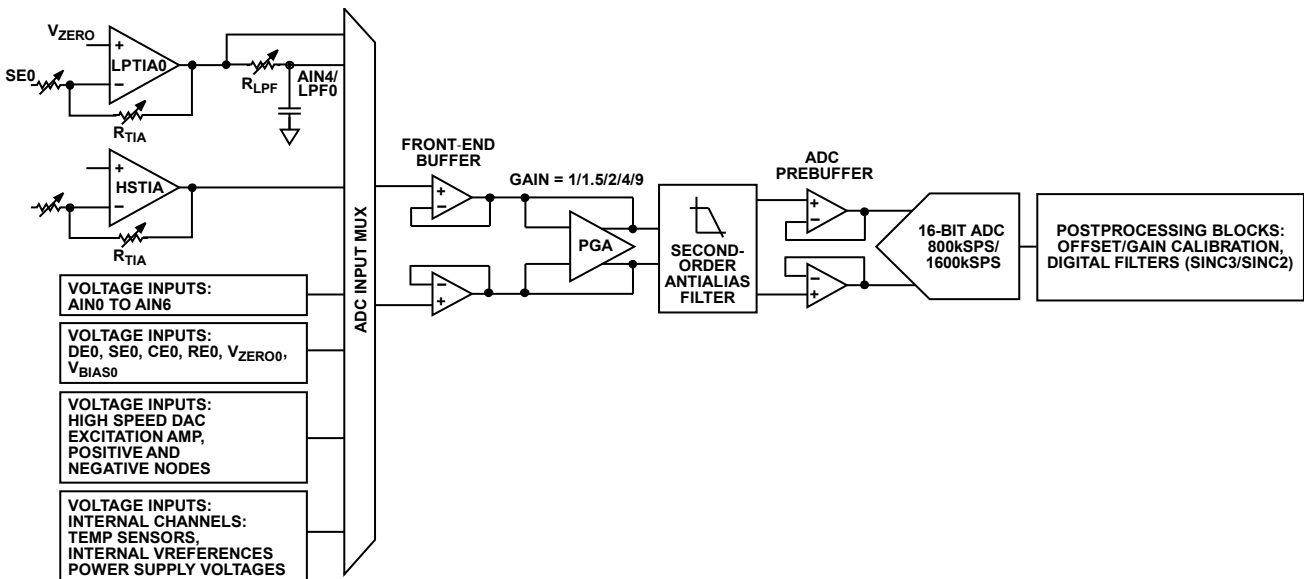 VZERO
LPTIA0
+
−
SE0
RTIA
RLPF
AIN4/
LPF0
HSTIA
+
−
RTIA
VOLTAGE INPUTS:
AIN0 TO AIN6
VOLTAGE INPUTS:
DE0, SE0, CE0, RE0, VZERO0,
VBIAS0
VOLTAGE INPUTS:
HIGH SPEED DAC
EXCITATION AMP,
POSITIVE AND
NEGATIVE NODES
VOLTAGE INPUTS:
INTERNAL CHANNELS:
TEMP SENSORS,
INTERNAL VREFERENCES
POWER SUPPLY VOLTAGES
ADC INPUT MUX
FRONT-END
BUFFER
+
−
−
+
GAIN = 1/1.5/2/4/9
PGA
SECOND-
ORDER
ANTIALIAS
FILTER
ADC
PREBUFFER
+
−
−
+
16-BIT ADC
800kSPS/
1600kSPS
POSTPROCESSING BLOCKS:
OFFSET/GAIN CALIBRATION,
DIGITAL FILTERS (SINC3/SINC2)